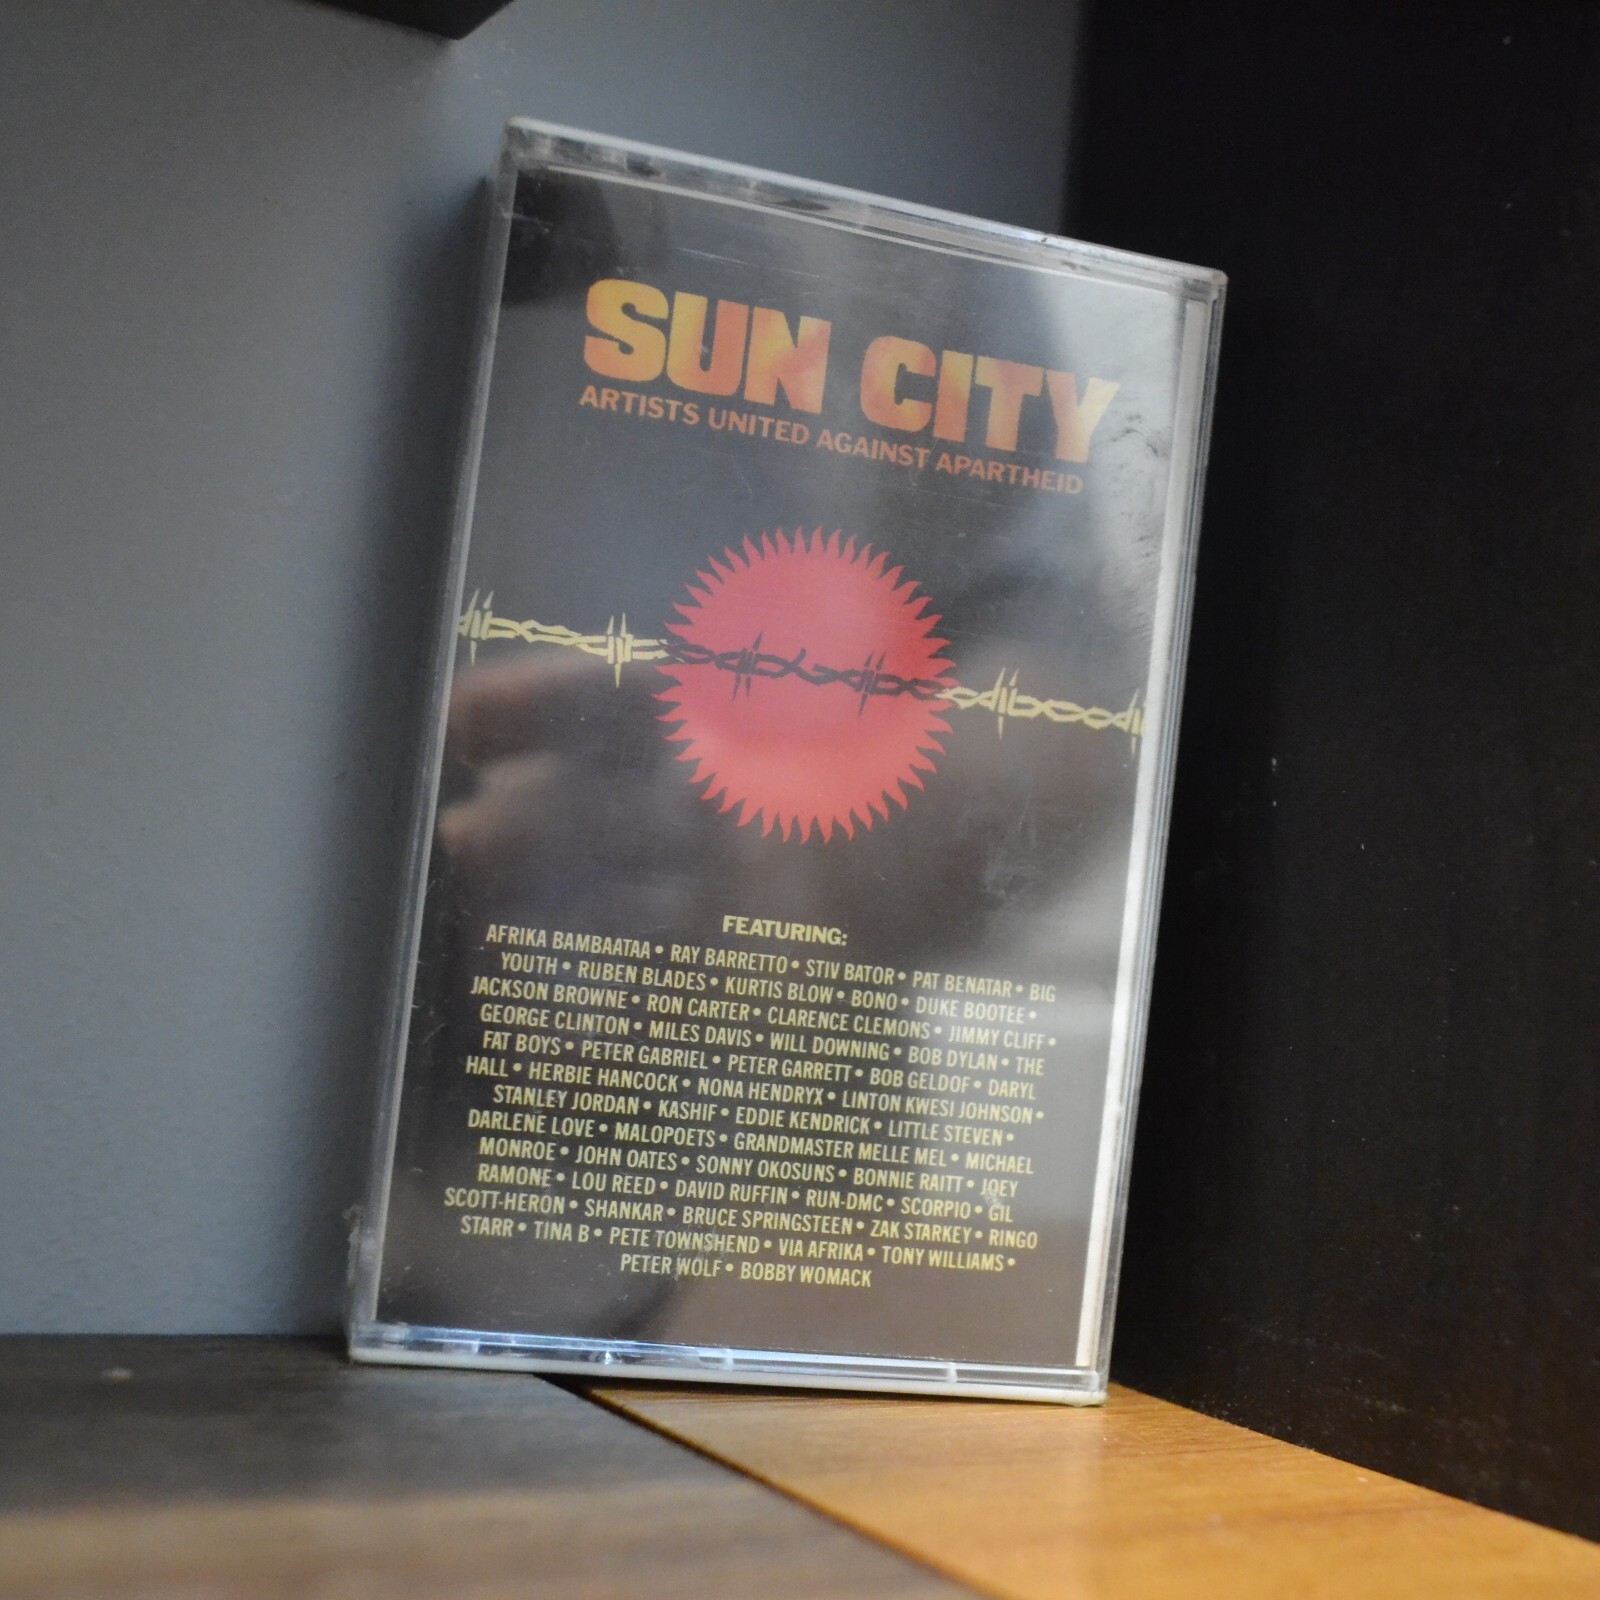 SUN CITY
ARTISTS UNITED AGAINST APARTHEID
FEATURING:
AFRIKA BAMBAATAA • RAY BARRETTO • STIV BATOR • PAT BENATAR • BIG
YOUTH • RUBEN BLADES • KURTIS BLOW • BONO • DUKE BOOTEE •
JACKSON BROWNE • RON CARTER • CLARENCE CLEMONS • JIMMY CLIFF •
GEORGE CLINTON • MILES DAVIS • WILL DOWNING • BOB DYLAN • THE
FAT BOYS • PETER GABRIEL • PETER GARRETT • BOB GELDOF • DARYL
HALL • HERBIE HANCOCK • NONA HENDRYX • LINTON KWESI JOHNSON •
STANLEY JORDAN • KASHIF • EDDIE KENDRICK • LITTLE STEVEN •
DARLENE LOVE • MALOPOETS • GRANDMASTER MELLE MEL • MICHAEL
MONROE • JOHN OATES • SONNY OKOSUNS • BONNIE RAITT • JOEY
RAMONE • LOU REED • DAVID RUFFIN • RUN-DMC • SCORPIO • GIL
SCOTT-HERON • SHANKAR • BRUCE SPRINGSTEEN • ZAK STARKEY • RINGO
STARR • TINA B • PETE TOWNSHEND • VIA AFRIKA • TONY WILLIAMS •
PETER WOLF • BOBBY WOMACK